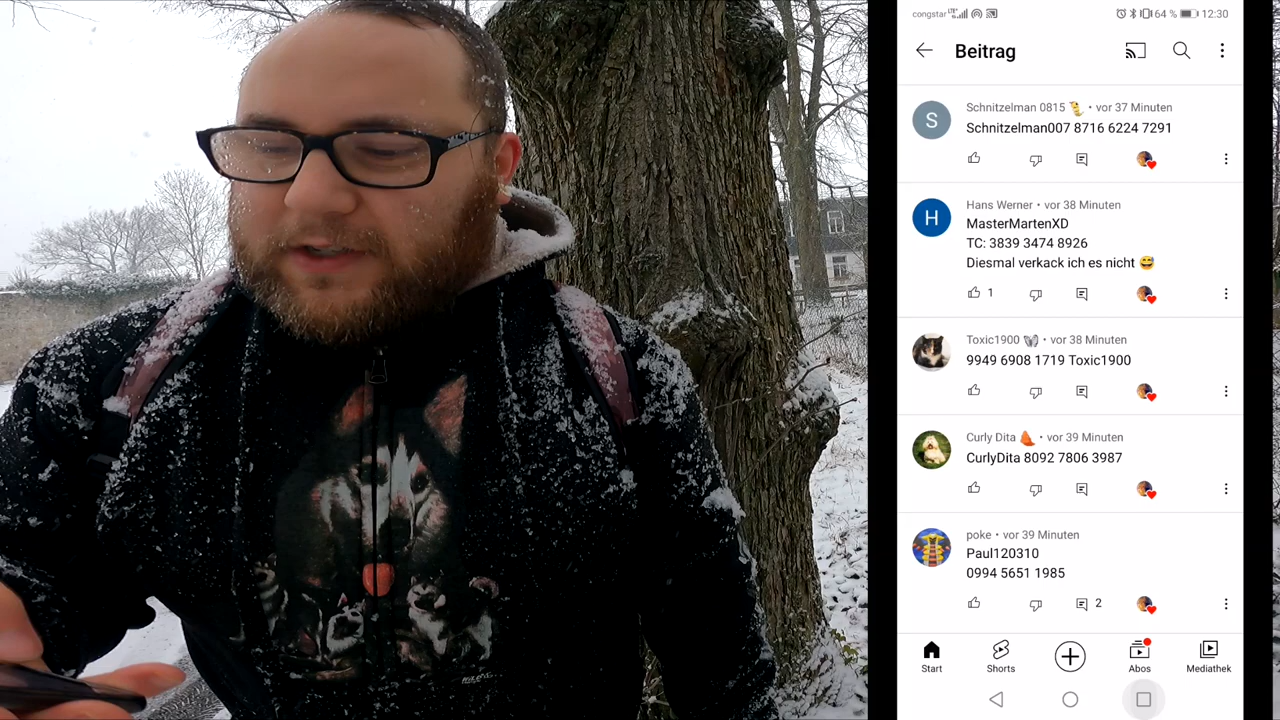 congstar 64 % 12:30
Beitrag
S
Schnitzelman 0815 • vor 37 Minuten
Schnitzelman007 8716 6224 7291
H
Hans Werner • vor 38 Minuten
MasterMartenXD
TC: 3839 3474 8926
Diesmal verkack ich es nicht 😅
1
Toxic1900 • vor 38 Minuten
9949 6908 1719 Toxic1900
Curly Dita • vor 39 Minuten
CurlyDita 8092 7806 3987
poke • vor 39 Minuten
Paul120310
0994 5651 1985
2
Start Shorts Abos Mediathek